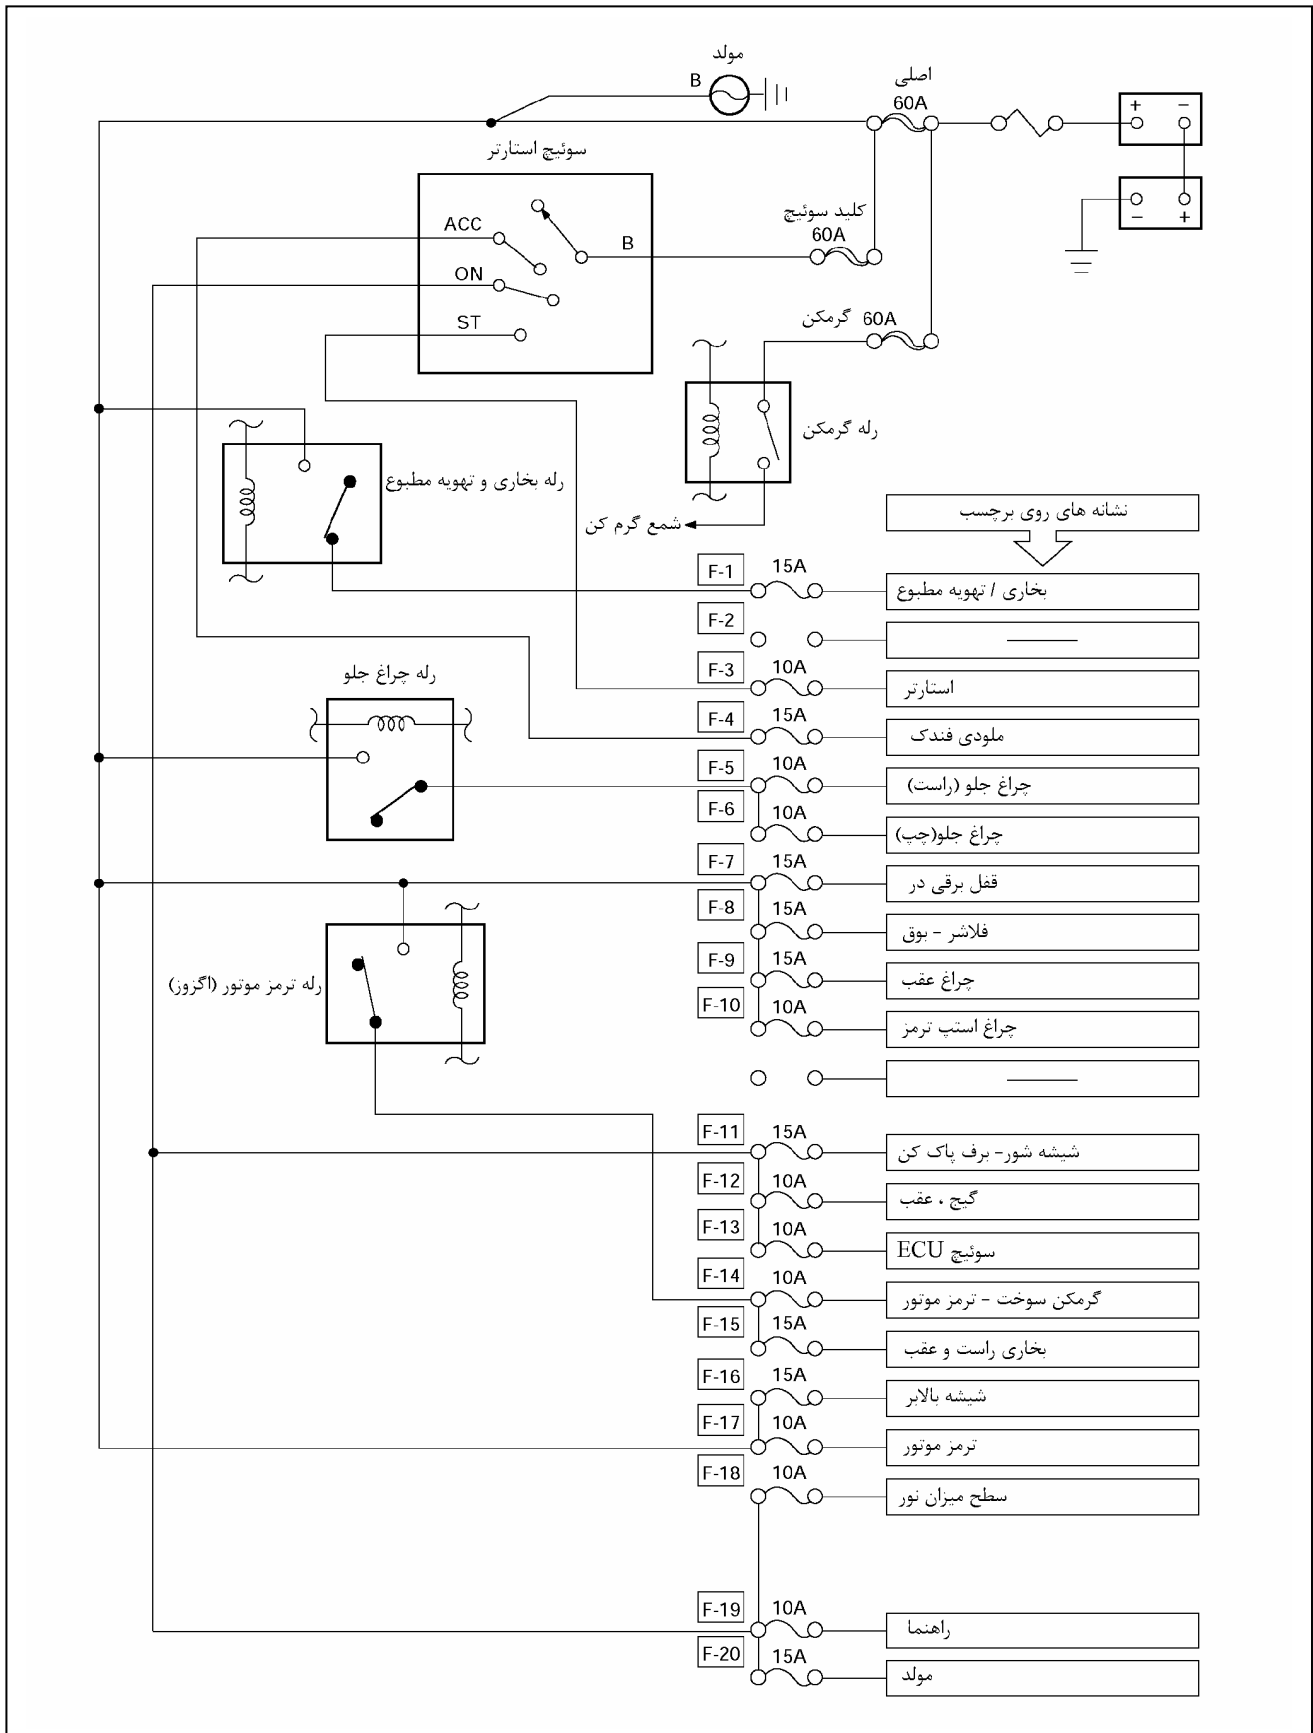 مولد
B
اصلی
60A
+ −
− +
سوئیچ استارتر
ACC
ON
ST
B
کلید سوئیچ
60A
گرمکن 60A
رله گرمکن
رله بخاری و تهویه مطبوع
شمع گرم کن
نشانه های روی برچسب
F-1 15A بخاری / تهویه مطبوع
F-2
F-3 10A استارتر
رله چراغ جلو
F-4 15A ملودی فندک
F-5 10A چراغ جلو (راست)
F-6 10A چراغ جلو(چپ)
F-7 15A قفل برقی در
F-8 15A فلاشر - بوق
رله ترمز موتور (اگزوز)
F-9 15A چراغ عقب
F-10 10A چراغ استپ ترمز
F-11 15A شیشه شور- برف پاک کن
F-12 10A گیج ، عقب
F-13 10A سوئیچ ECU
F-14 10A گرمکن سوخت - ترمز موتور
F-15 15A بخاری راست و عقب
F-16 15A شیشه بالابر
F-17 10A ترمز موتور
F-18 10A سطح میزان نور
F-19 10A راهنما
F-20 15A مولد